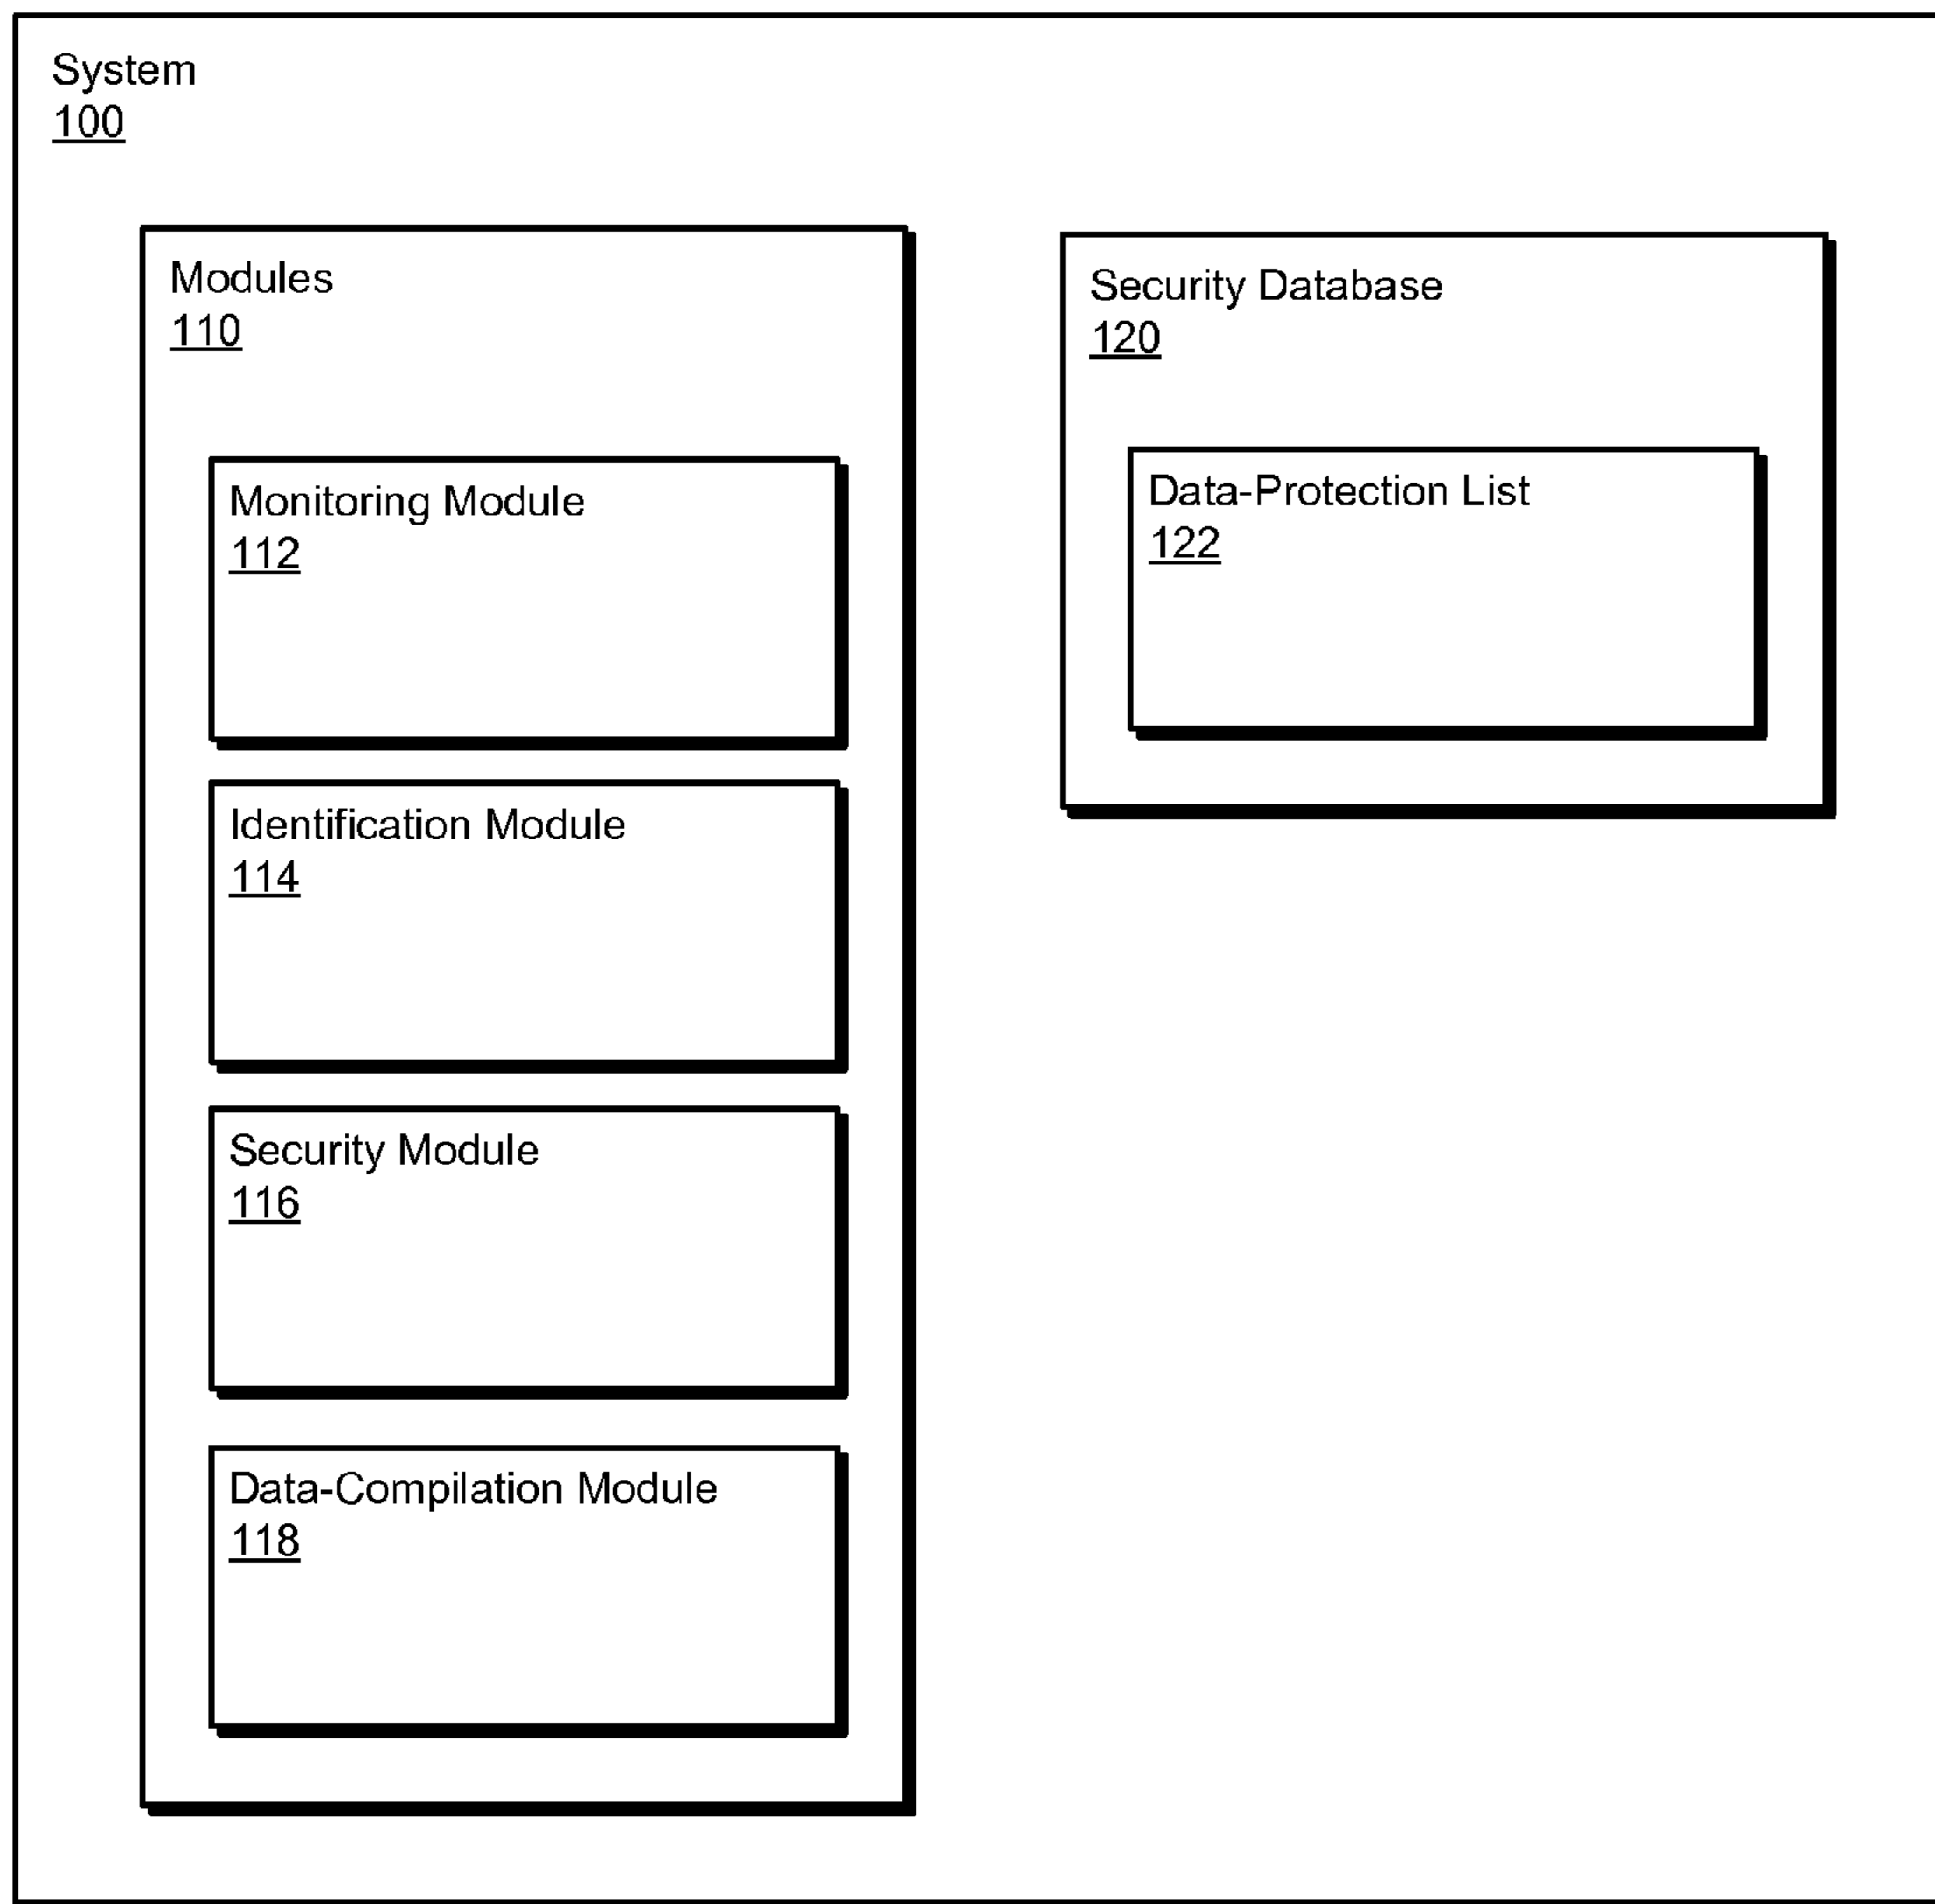 System
100
Modules
110
Monitoring Module
112
Identification Module
114
Security Module
116
Data-Compilation Module
118
Security Database
120
Data-Protection List
122